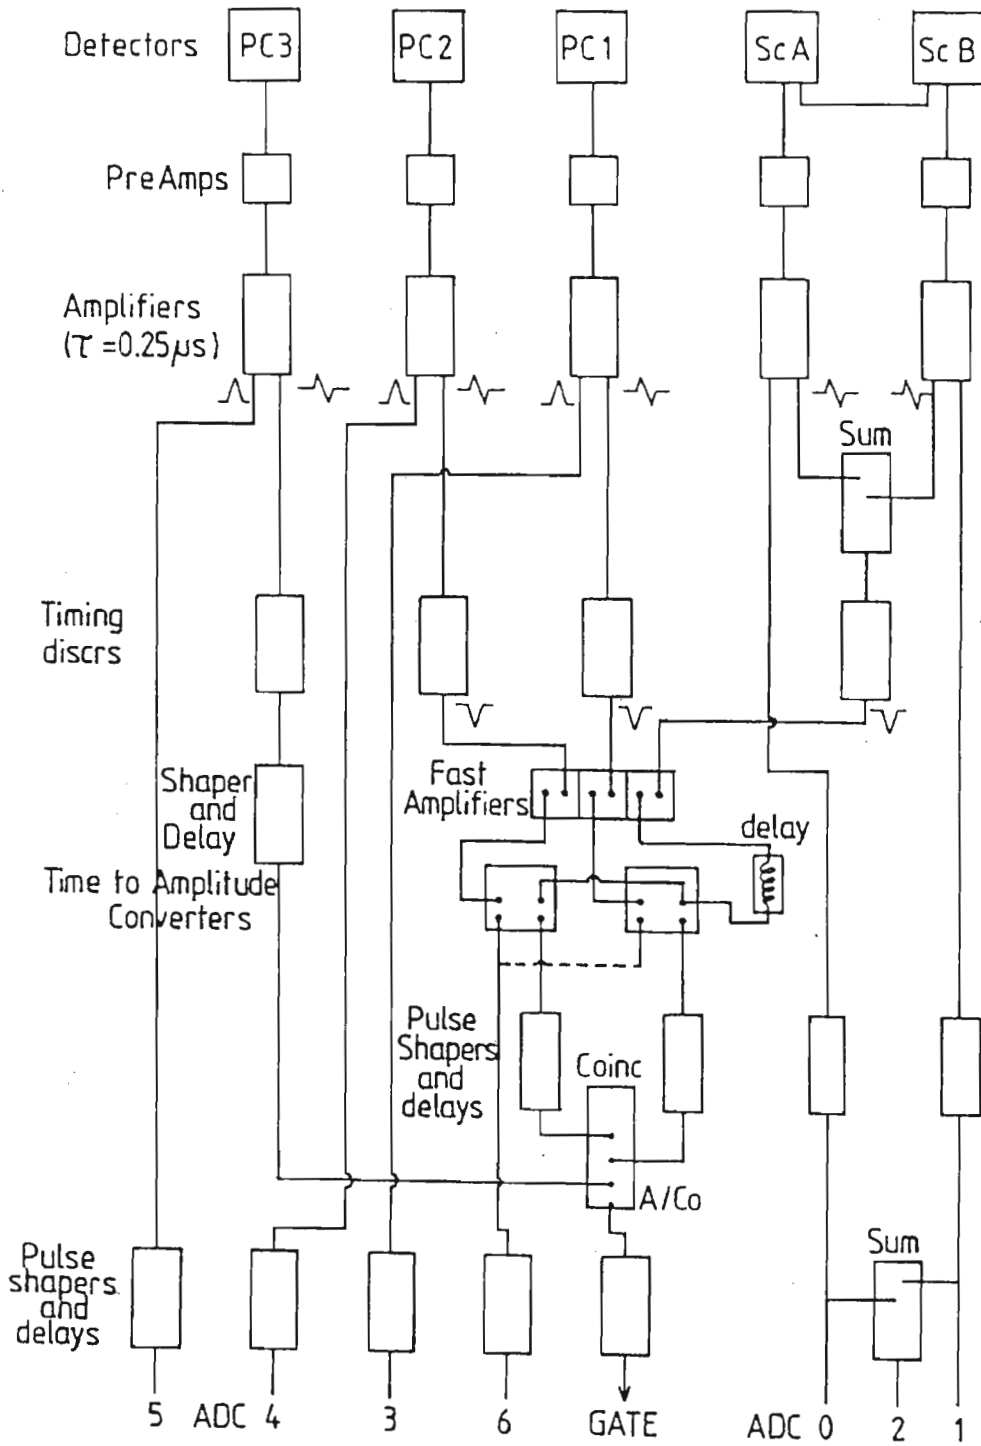 Detectors PC3 PC2 PC1 Sc A Sc B
PreAmps
Amplifiers
(τ = 0.25µs)
Sum
Timing
discrs
Shaper
and
Delay
Fast
Amplifiers
delay
Time to Amplitude
Converters
Pulse
Shapers
and
delays
Coinc
A/Co
Pulse
shapers
and
delays
Sum
5 ADC 4 3 6 GATE ADC 0 2 1